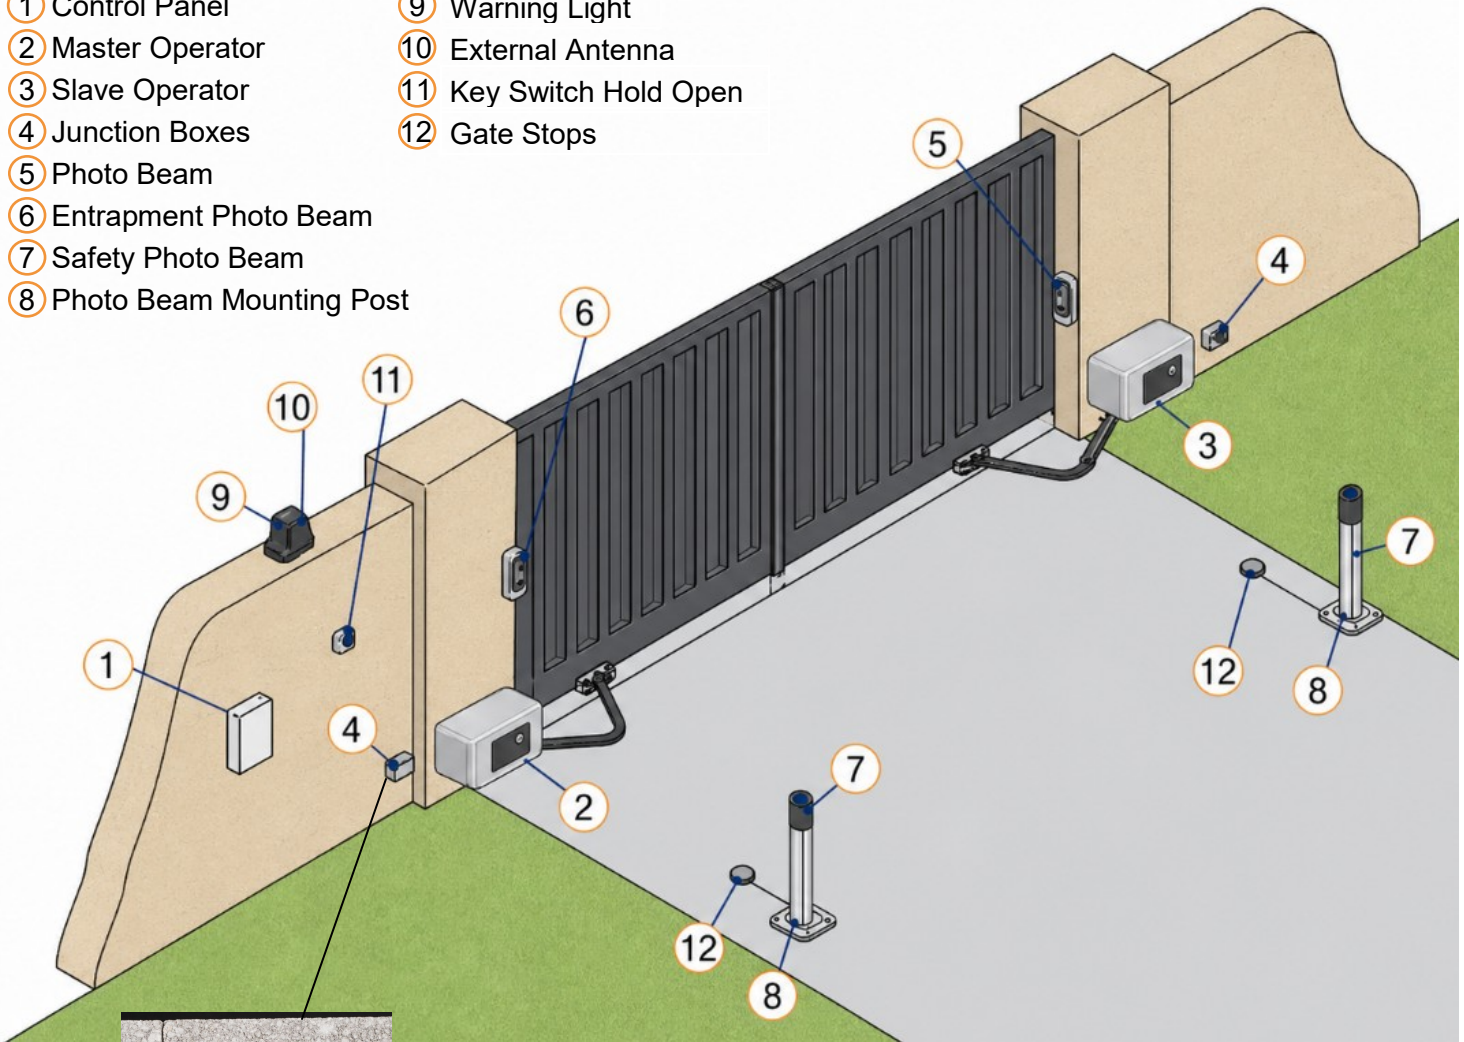 1 Control Panel
2 Master Operator
3 Slave Operator
4 Junction Boxes
5 Photo Beam
6 Entrapment Photo Beam
7 Safety Photo Beam
8 Photo Beam Mounting Post
9 Warning Light
10 External Antenna
11 Key Switch Hold Open
12 Gate Stops
5
4
6
11
10
3
9
7
12
1
8
4
7
2
12
8